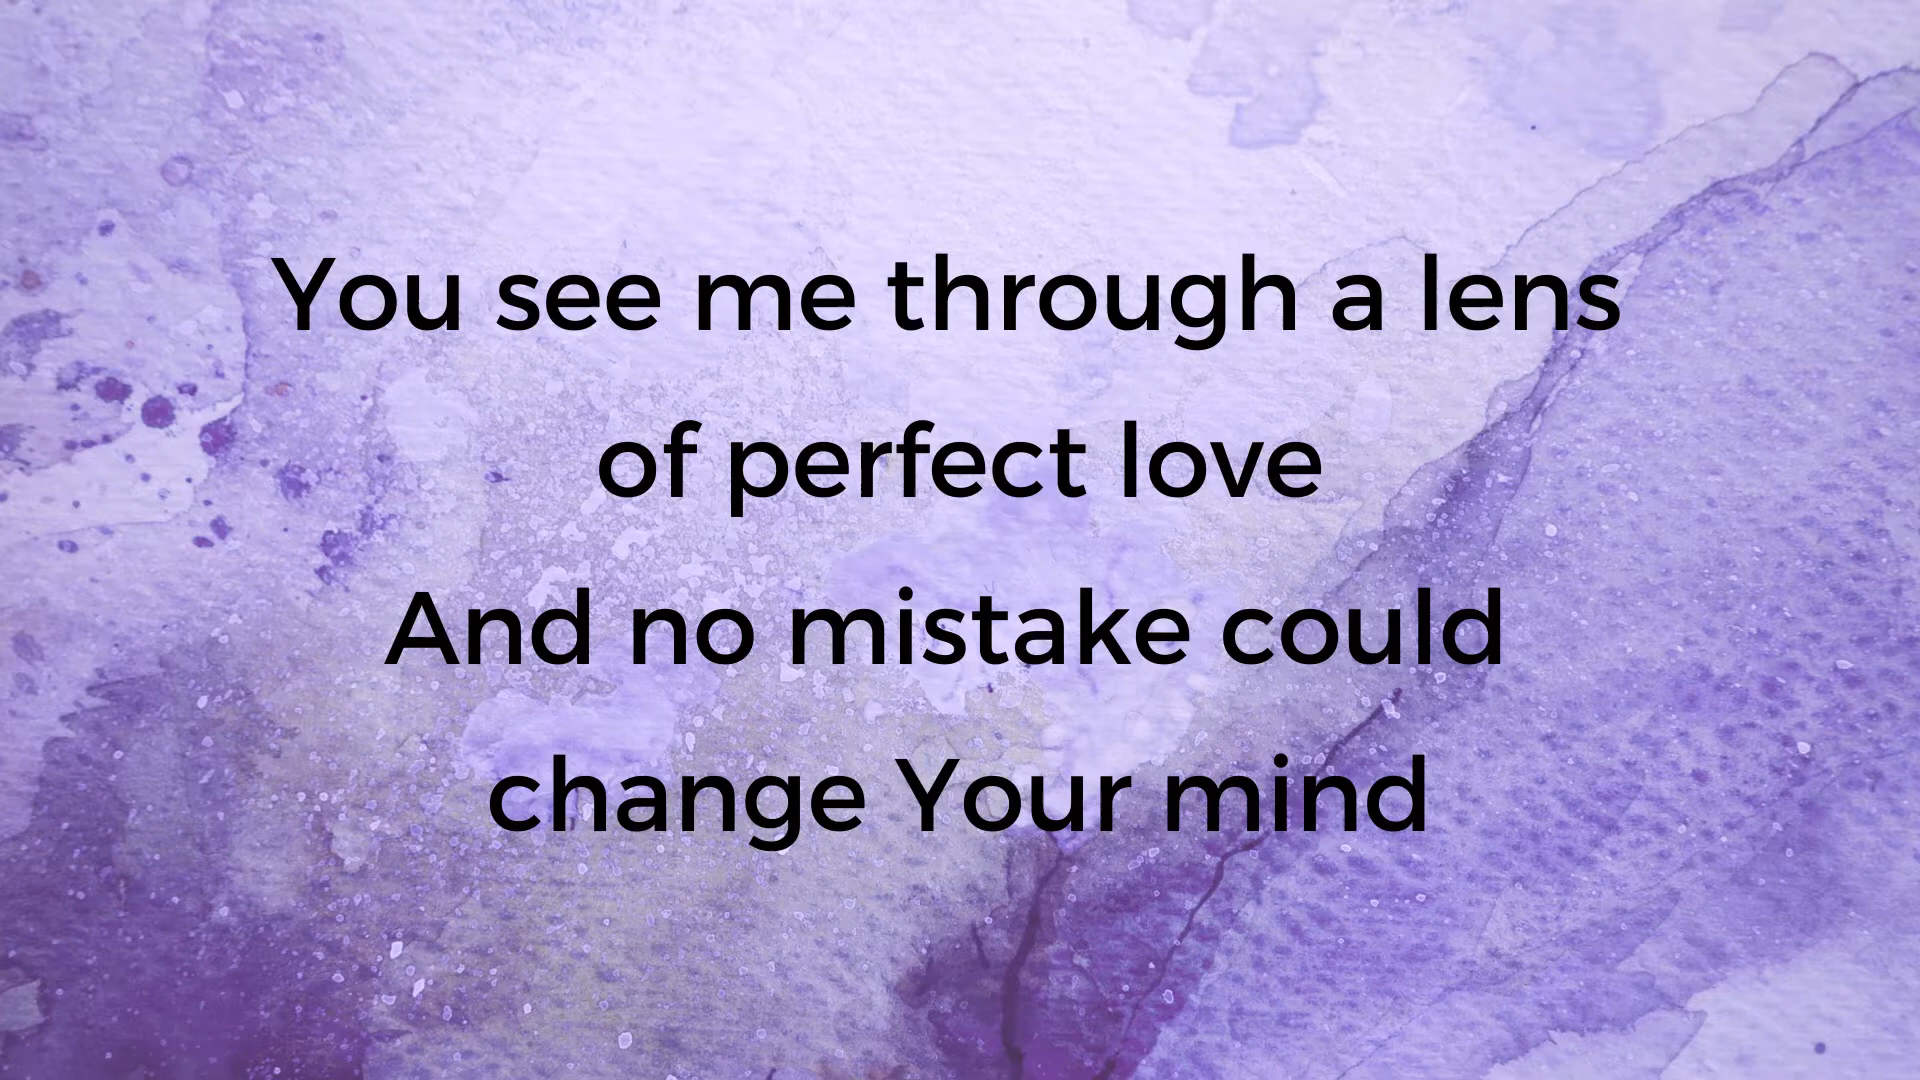 You see me through a lens
of perfect love
And no mistake could
change Your mind